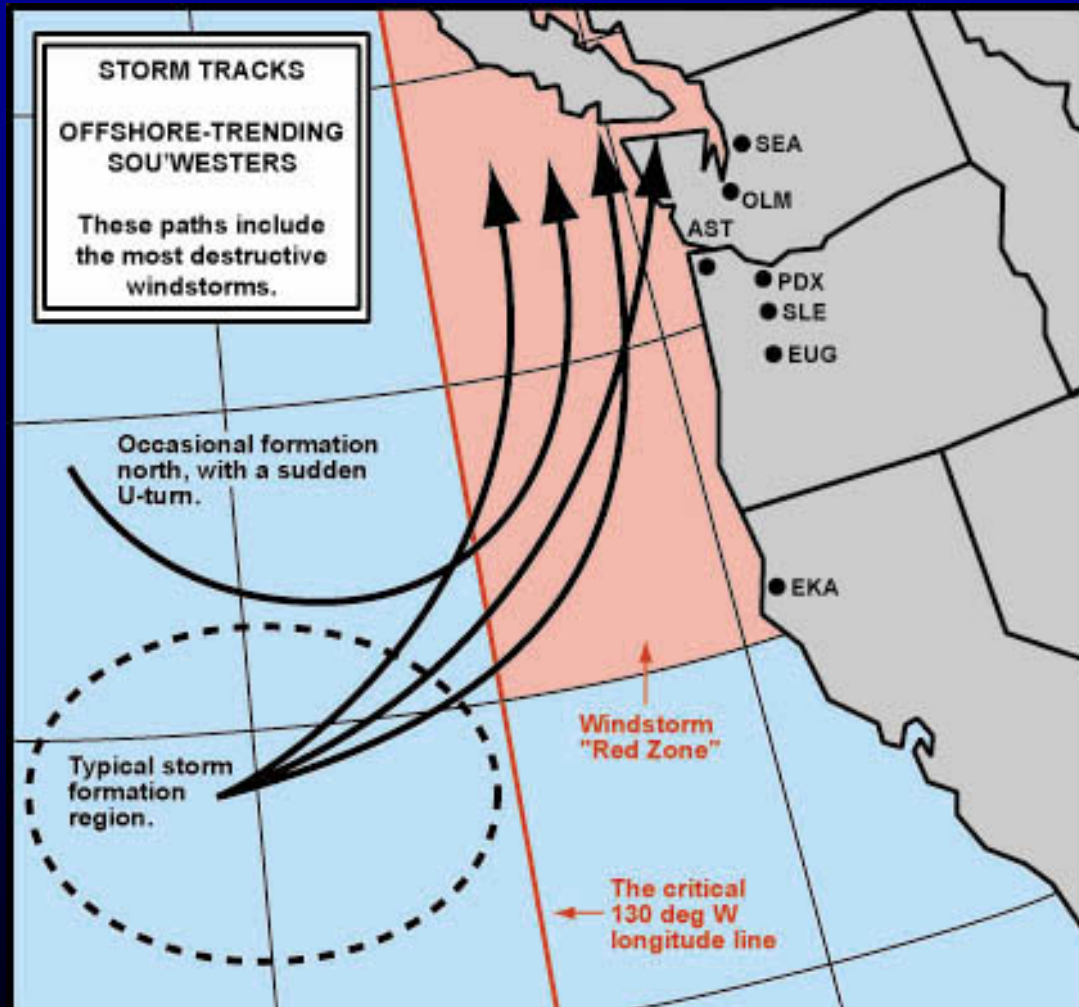 STORM TRACKS
OFFSHORE-TRENDING
SOU'WESTERS
These paths include
the most destructive
windstorms.
SEA
OLM
AST
PDX
SLE
EUG
Occasional formation
north, with a sudden
U-turn.
EKA
Windstorm
"Red Zone"
Typical storm
formation
region.
The critical
130 deg W
longitude line